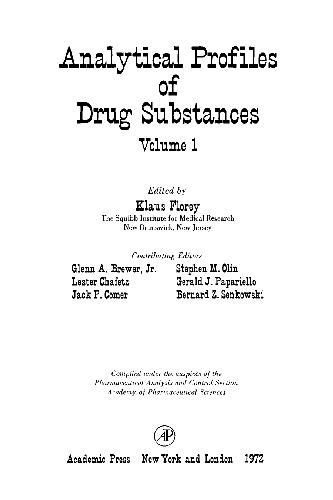 Analytical Profiles
of
Drug Substances
Volume 1
Edited by
Klaus Florey
The Squibb Institute for Medical Research
New Brunswick, New Jersey
Contributing Editors
Glenn A. Brewer, Jr. Stephen M. Olin
Lester Chafetz Gerald J. Papariello
Jack P. Comer Bernard Z. Senkowski
Compiled under the auspices of the
Pharmaceutical Analysis and Control Section
Academy of Pharmaceutical Sciences
AP
Academic Press New York and London 1972